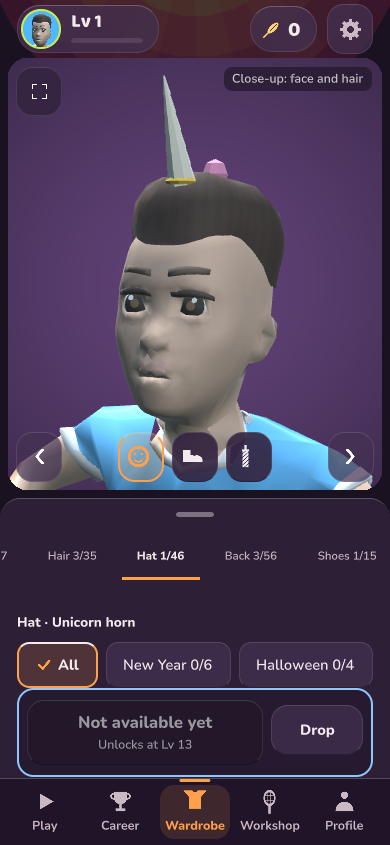 Lv 1
0
Close-up: face and hair
7
Hair 3/35
Hat 1/46
Back 3/56
Shoes 1/15
Hat · Unicorn horn
All
New Year 0/6
Halloween 0/4
Not available yet
Unlocks at Lv 13
Drop
Play
Career
Wardrobe
Workshop
Profile